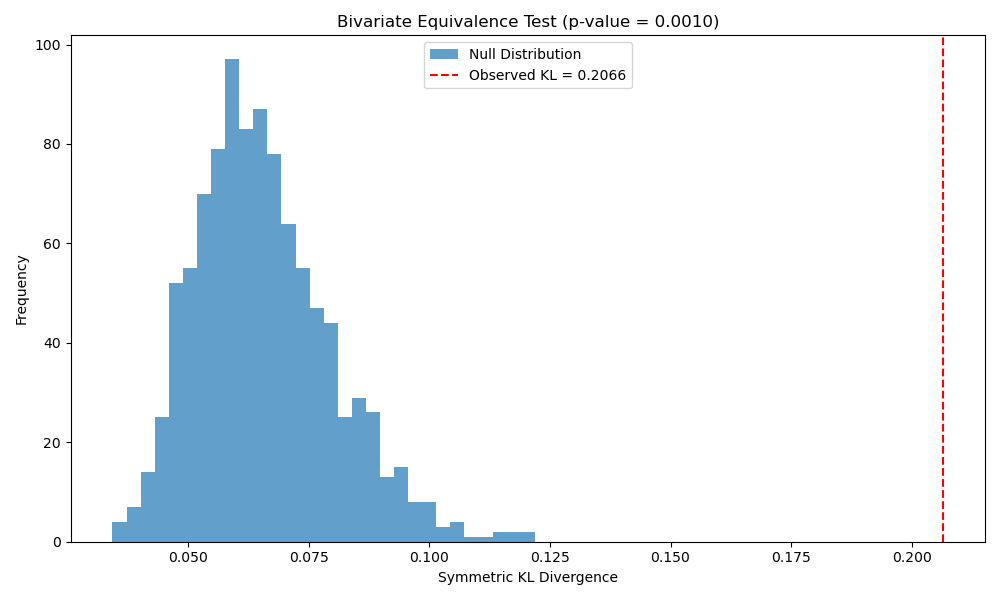 Bivariate Equivalence Test (p-value = 0.0010)
Null Distribution
Observed KL = 0.2066
Frequency
100
80
60
40
20
0
0.050
0.075
0.100
0.125
0.150
0.175
0.200
Symmetric KL Divergence